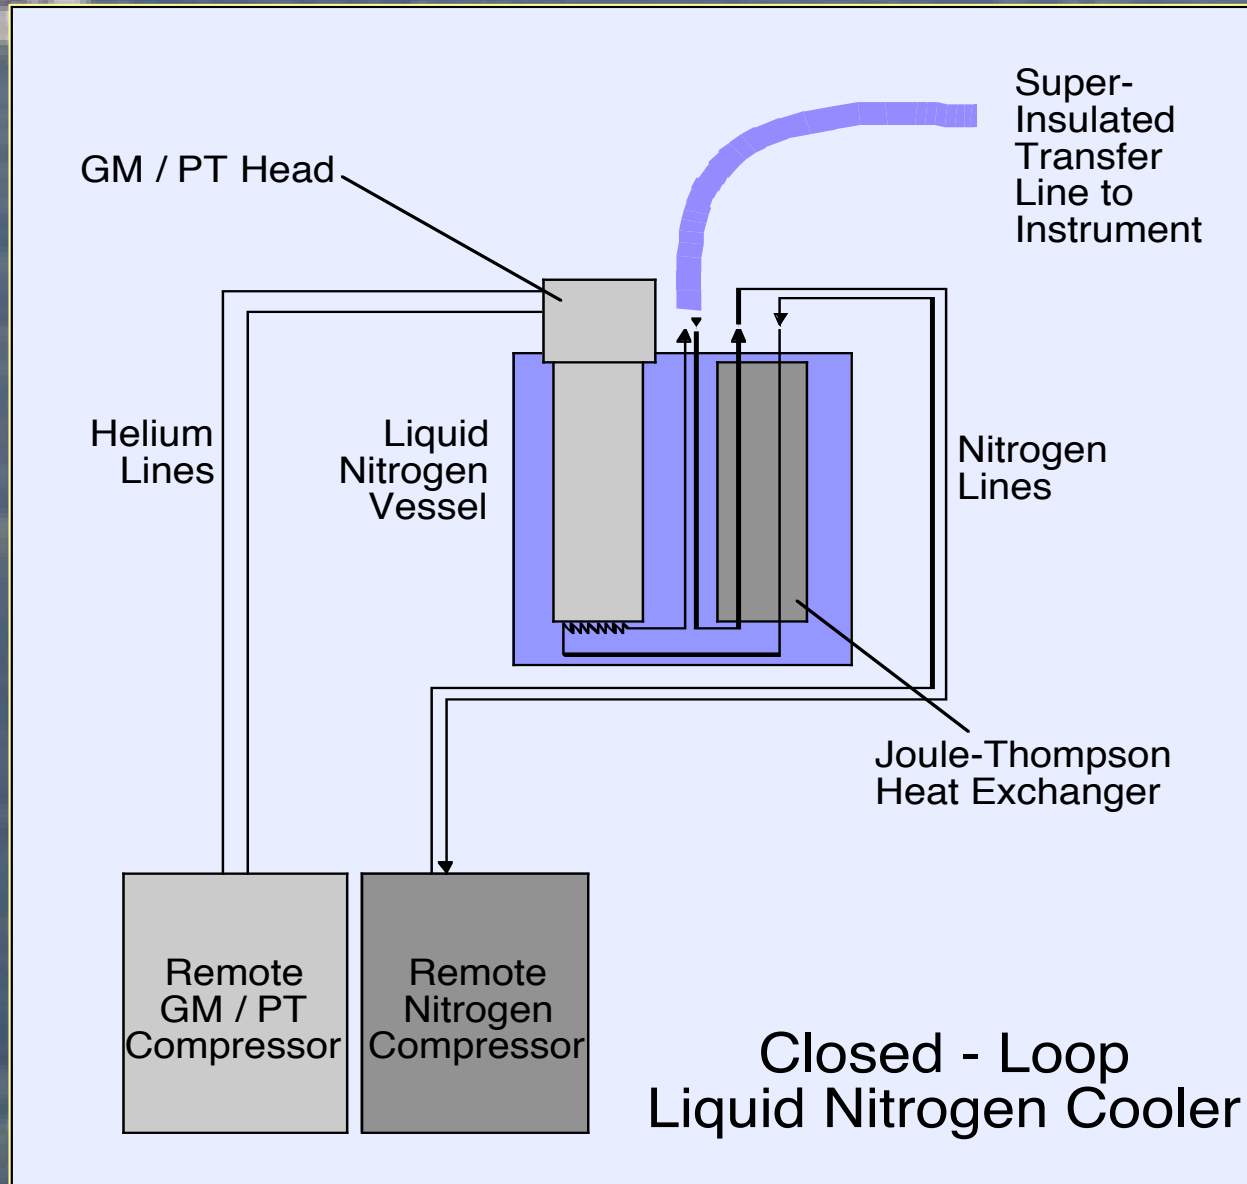 Super-
Insulated
Transfer
Line to
Instrument
GM / PT Head
Helium
Lines
Liquid
Nitrogen
Vessel
Nitrogen
Lines
Joule-Thompson
Heat Exchanger
Remote
GM / PT
Compressor
Remote
Nitrogen
Compressor
Closed - Loop
Liquid Nitrogen Cooler